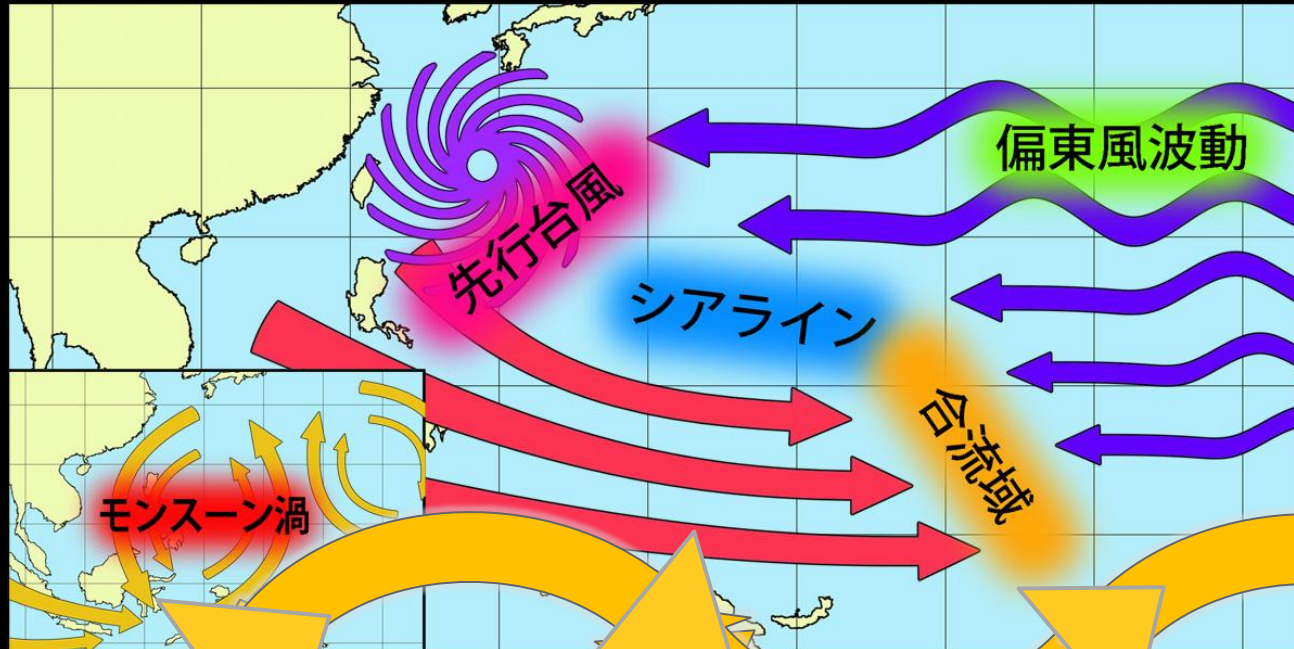 偏東風波動
先行台風
シアライン
合流域
モンスーン渦